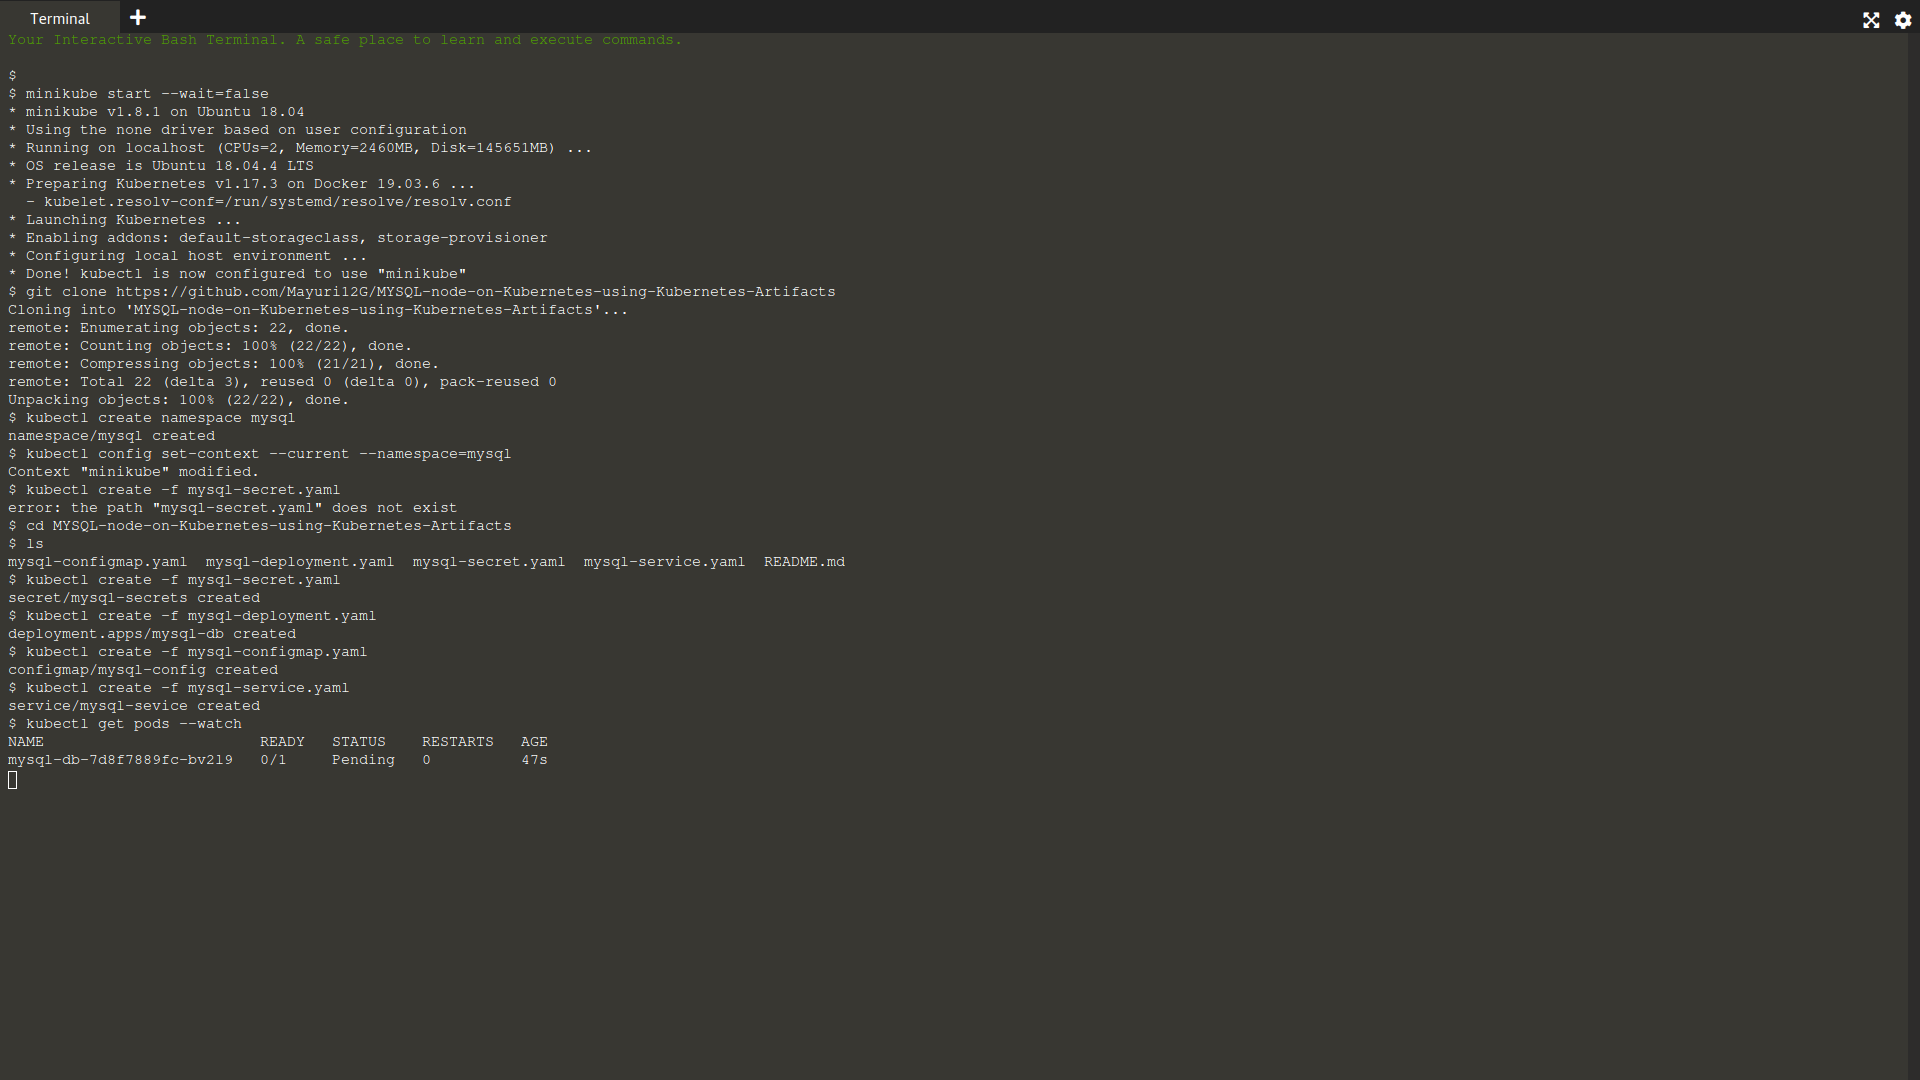 Terminal
Your Interactive Bash Terminal. A safe place to learn and execute commands.
$
$ minikube start --wait=false
* minikube v1.8.1 on Ubuntu 18.04
* Using the none driver based on user configuration
* Running on localhost (CPUs=2, Memory=2460MB, Disk=145651MB) ...
* OS release is Ubuntu 18.04.4 LTS
* Preparing Kubernetes v1.17.3 on Docker 19.03.6 ...
  - kubelet.resolv-conf=/run/systemd/resolve/resolv.conf
* Launching Kubernetes ...
* Enabling addons: default-storageclass, storage-provisioner
* Configuring local host environment ...
* Done! kubectl is now configured to use "minikube"
$ git clone https://github.com/Mayuri12G/MYSQL-node-on-Kubernetes-using-Kubernetes-Artifacts
Cloning into 'MYSQL-node-on-Kubernetes-using-Kubernetes-Artifacts'...
remote: Enumerating objects: 22, done.
remote: Counting objects: 100% (22/22), done.
remote: Compressing objects: 100% (21/21), done.
remote: Total 22 (delta 3), reused 0 (delta 0), pack-reused 0
Unpacking objects: 100% (22/22), done.
$ kubectl create namespace mysql
namespace/mysql created
$ kubectl config set-context --current --namespace=mysql
Context "minikube" modified.
$ kubectl create -f mysql-secret.yaml
error: the path "mysql-secret.yaml" does not exist
$ cd MYSQL-node-on-Kubernetes-using-Kubernetes-Artifacts
$ ls
mysql-configmap.yaml  mysql-deployment.yaml  mysql-secret.yaml  mysql-service.yaml  README.md
$ kubectl create -f mysql-secret.yaml
secret/mysql-secrets created
$ kubectl create -f mysql-deployment.yaml
deployment.apps/mysql-db created
$ kubectl create -f mysql-configmap.yaml
configmap/mysql-config created
$ kubectl create -f mysql-service.yaml
service/mysql-sevice created
$ kubectl get pods --watch
NAME                        READY   STATUS    RESTARTS   AGE
mysql-db-7d8f7889fc-bv2l9   0/1     Pending   0          47s